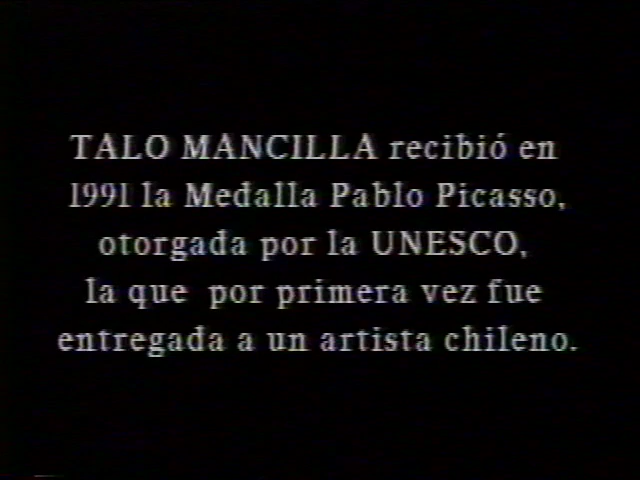 TALO MANCILLA recibió en
1991 la Medalla Pablo Picasso,
otorgada por la UNESCO,
la que por primera vez fue
entregada a un artista chileno.